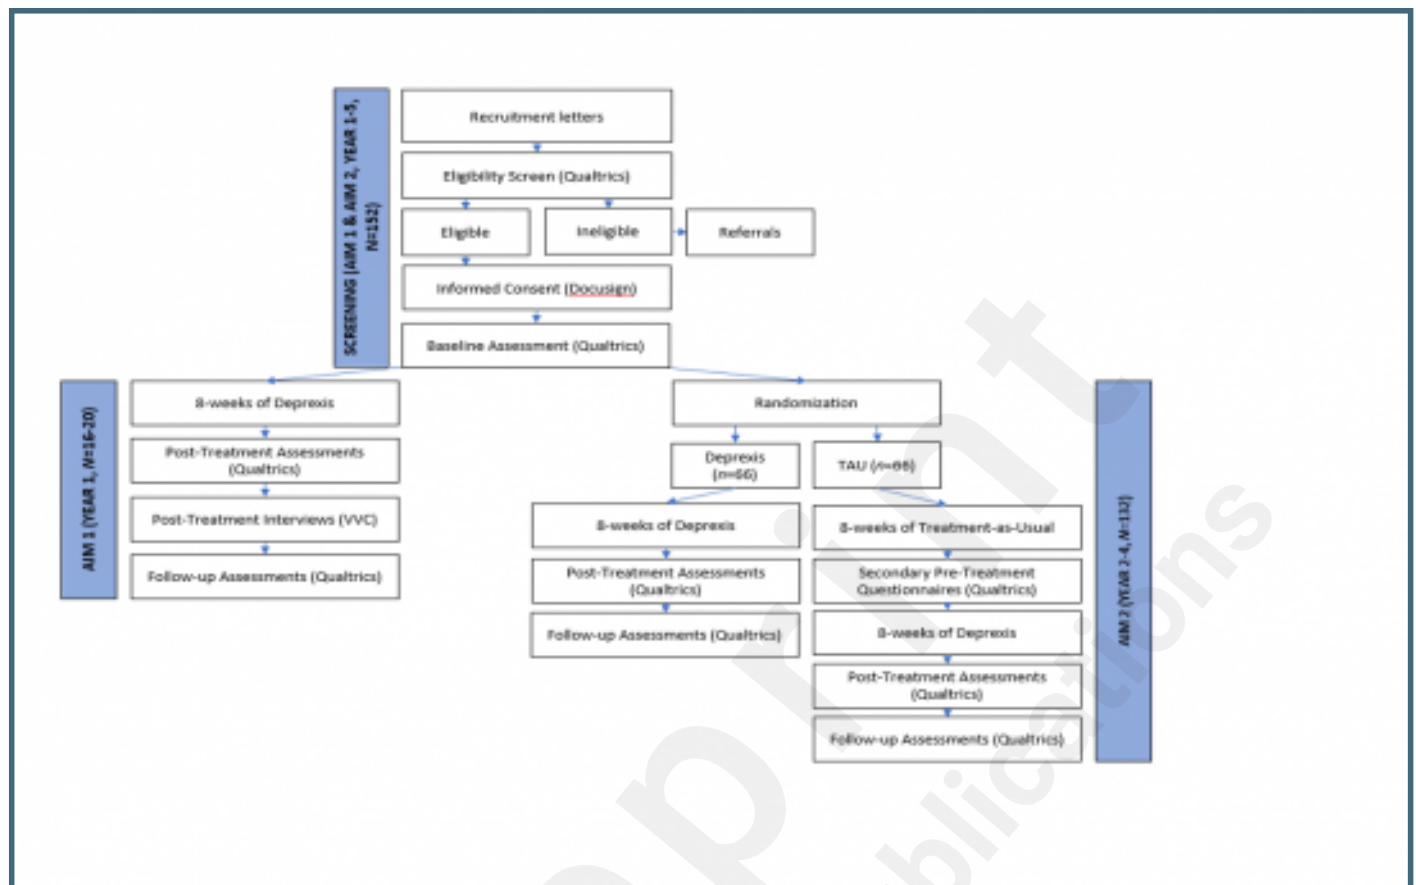 SCREENING (AIM 1 & AIM 2, YEAR 1-5,
N=152)
Recruitment letters
Eligibility Screen (Qualtrics)
Eligible
Ineligible
Referrals
Informed Consent (Docusign)
Baseline Assessment (Qualtrics)
AIM 1 (YEAR 1, N=16-20)
8-weeks of Deprexis
Post-Treatment Assessments
(Qualtrics)
Post-Treatment Interviews (VVC)
Follow-up Assessments (Qualtrics)
Randomization
Deprexis
(n=66)
TAU (n=66)
8-weeks of Deprexis
Post-Treatment Assessments
(Qualtrics)
Follow-up Assessments (Qualtrics)
8-weeks of Treatment-as-Usual
Secondary Pre-Treatment
Questionnaires (Qualtrics)
8-weeks of Deprexis
Post-Treatment Assessments
(Qualtrics)
Follow-up Assessments (Qualtrics)
AIM 2 (YEAR 2-4, N=132)
print
blications